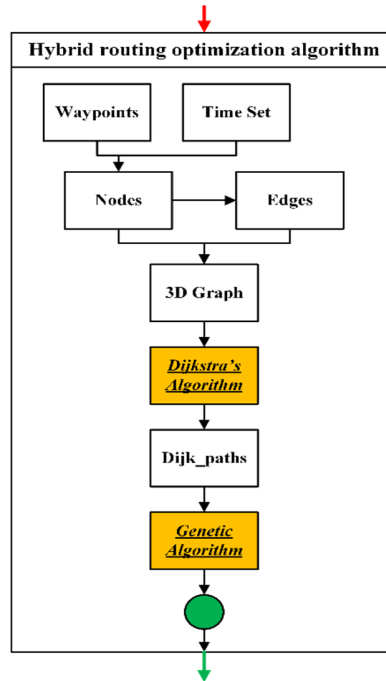 Hybrid routing optimization algorithm
Waypoints
Time Set
Nodes
Edges
3D Graph
Dijkstra's
Algorithm
Dijk_paths
Genetic
Algorithm